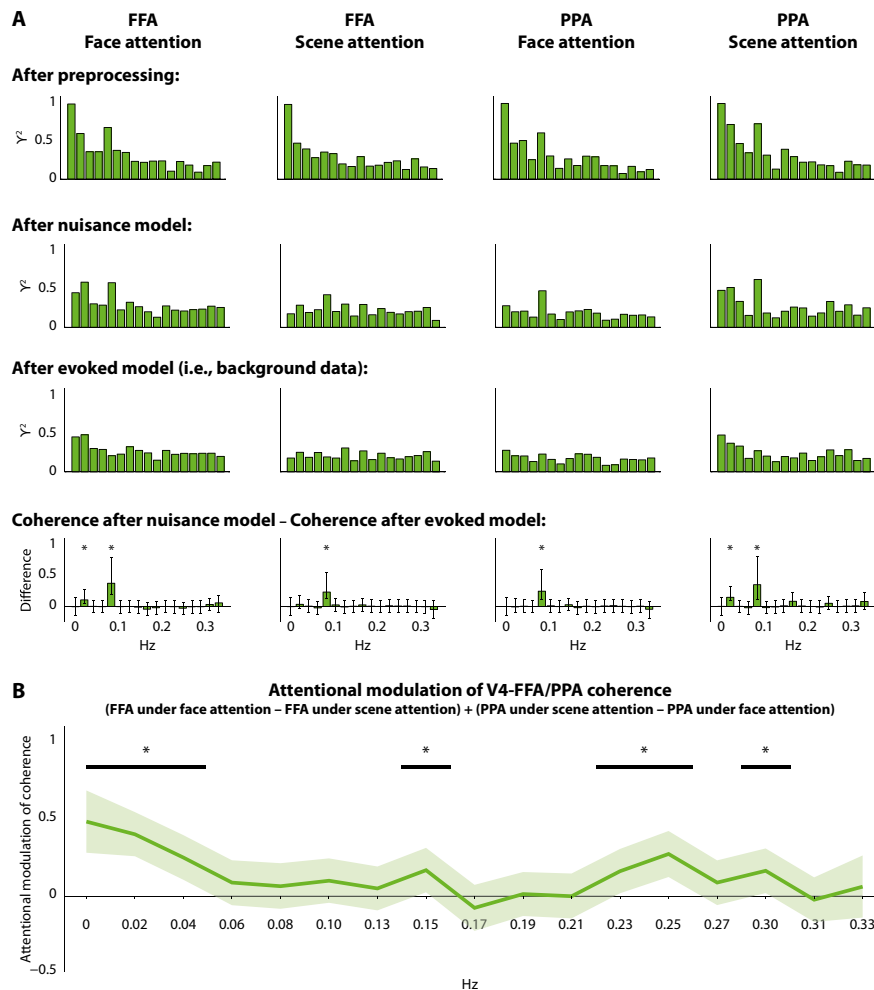 A
FFA FFA PPA PPA
Face attention Scene attention Face attention Scene attention
After preprocessing:
1
0.5
0
ϒ²
After nuisance model:
1
0.5
0
ϒ²
After evoked model (i.e., background data):
1
0.5
0
ϒ²
Coherence after nuisance model – Coherence after evoked model:
1
0.5
0
Difference
* * * * * *
0 0.1 0.2 0.3 0 0.1 0.2 0.3 0 0.1 0.2 0.3 0 0.1 0.2 0.3
Hz Hz Hz Hz
B
Attentional modulation of V4-FFA/PPA coherence
(FFA under face attention – FFA under scene attention) + (PPA under scene attention – PPA under face attention)
Attentional modulation of coherence
1
* * * *
0.5
0
0 0.02 0.04 0.06 0.08 0.10 0.13 0.15 0.17 0.19 0.21 0.23 0.25 0.27 0.30 0.31 0.33
−0.5
Hz